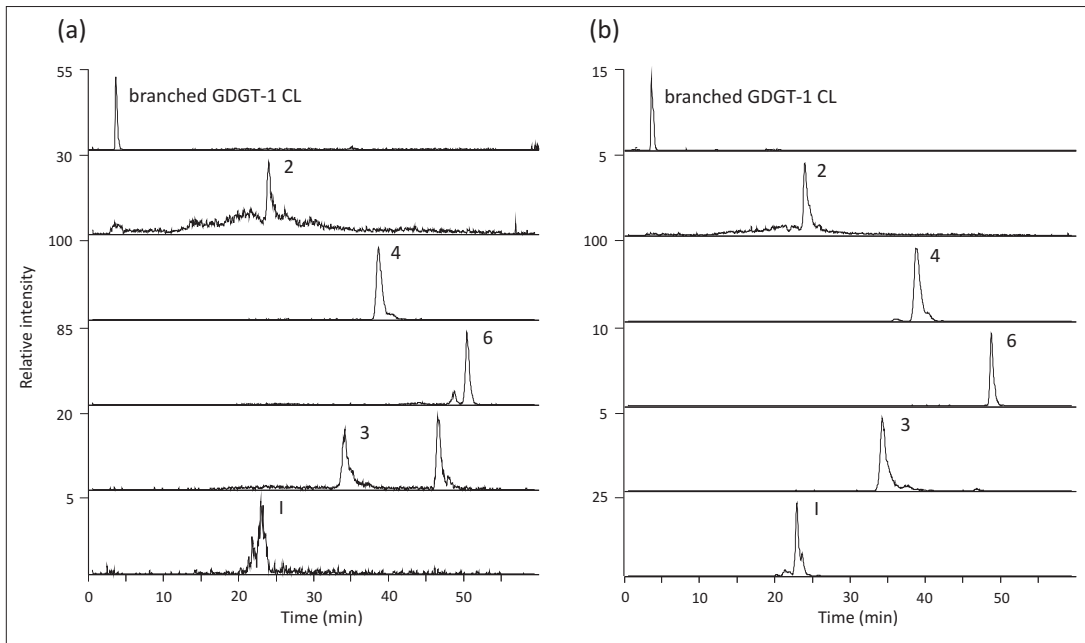 (a)
55
branched GDGT-1 CL
30
2
100
4
85
6
20
3
5
I
0 10 20 30 40 50
Time (min)
Relative intensity
(b)
15
branched GDGT-1 CL
5
2
100
4
10
6
5
3
25
I
0 10 20 30 40 50
Time (min)